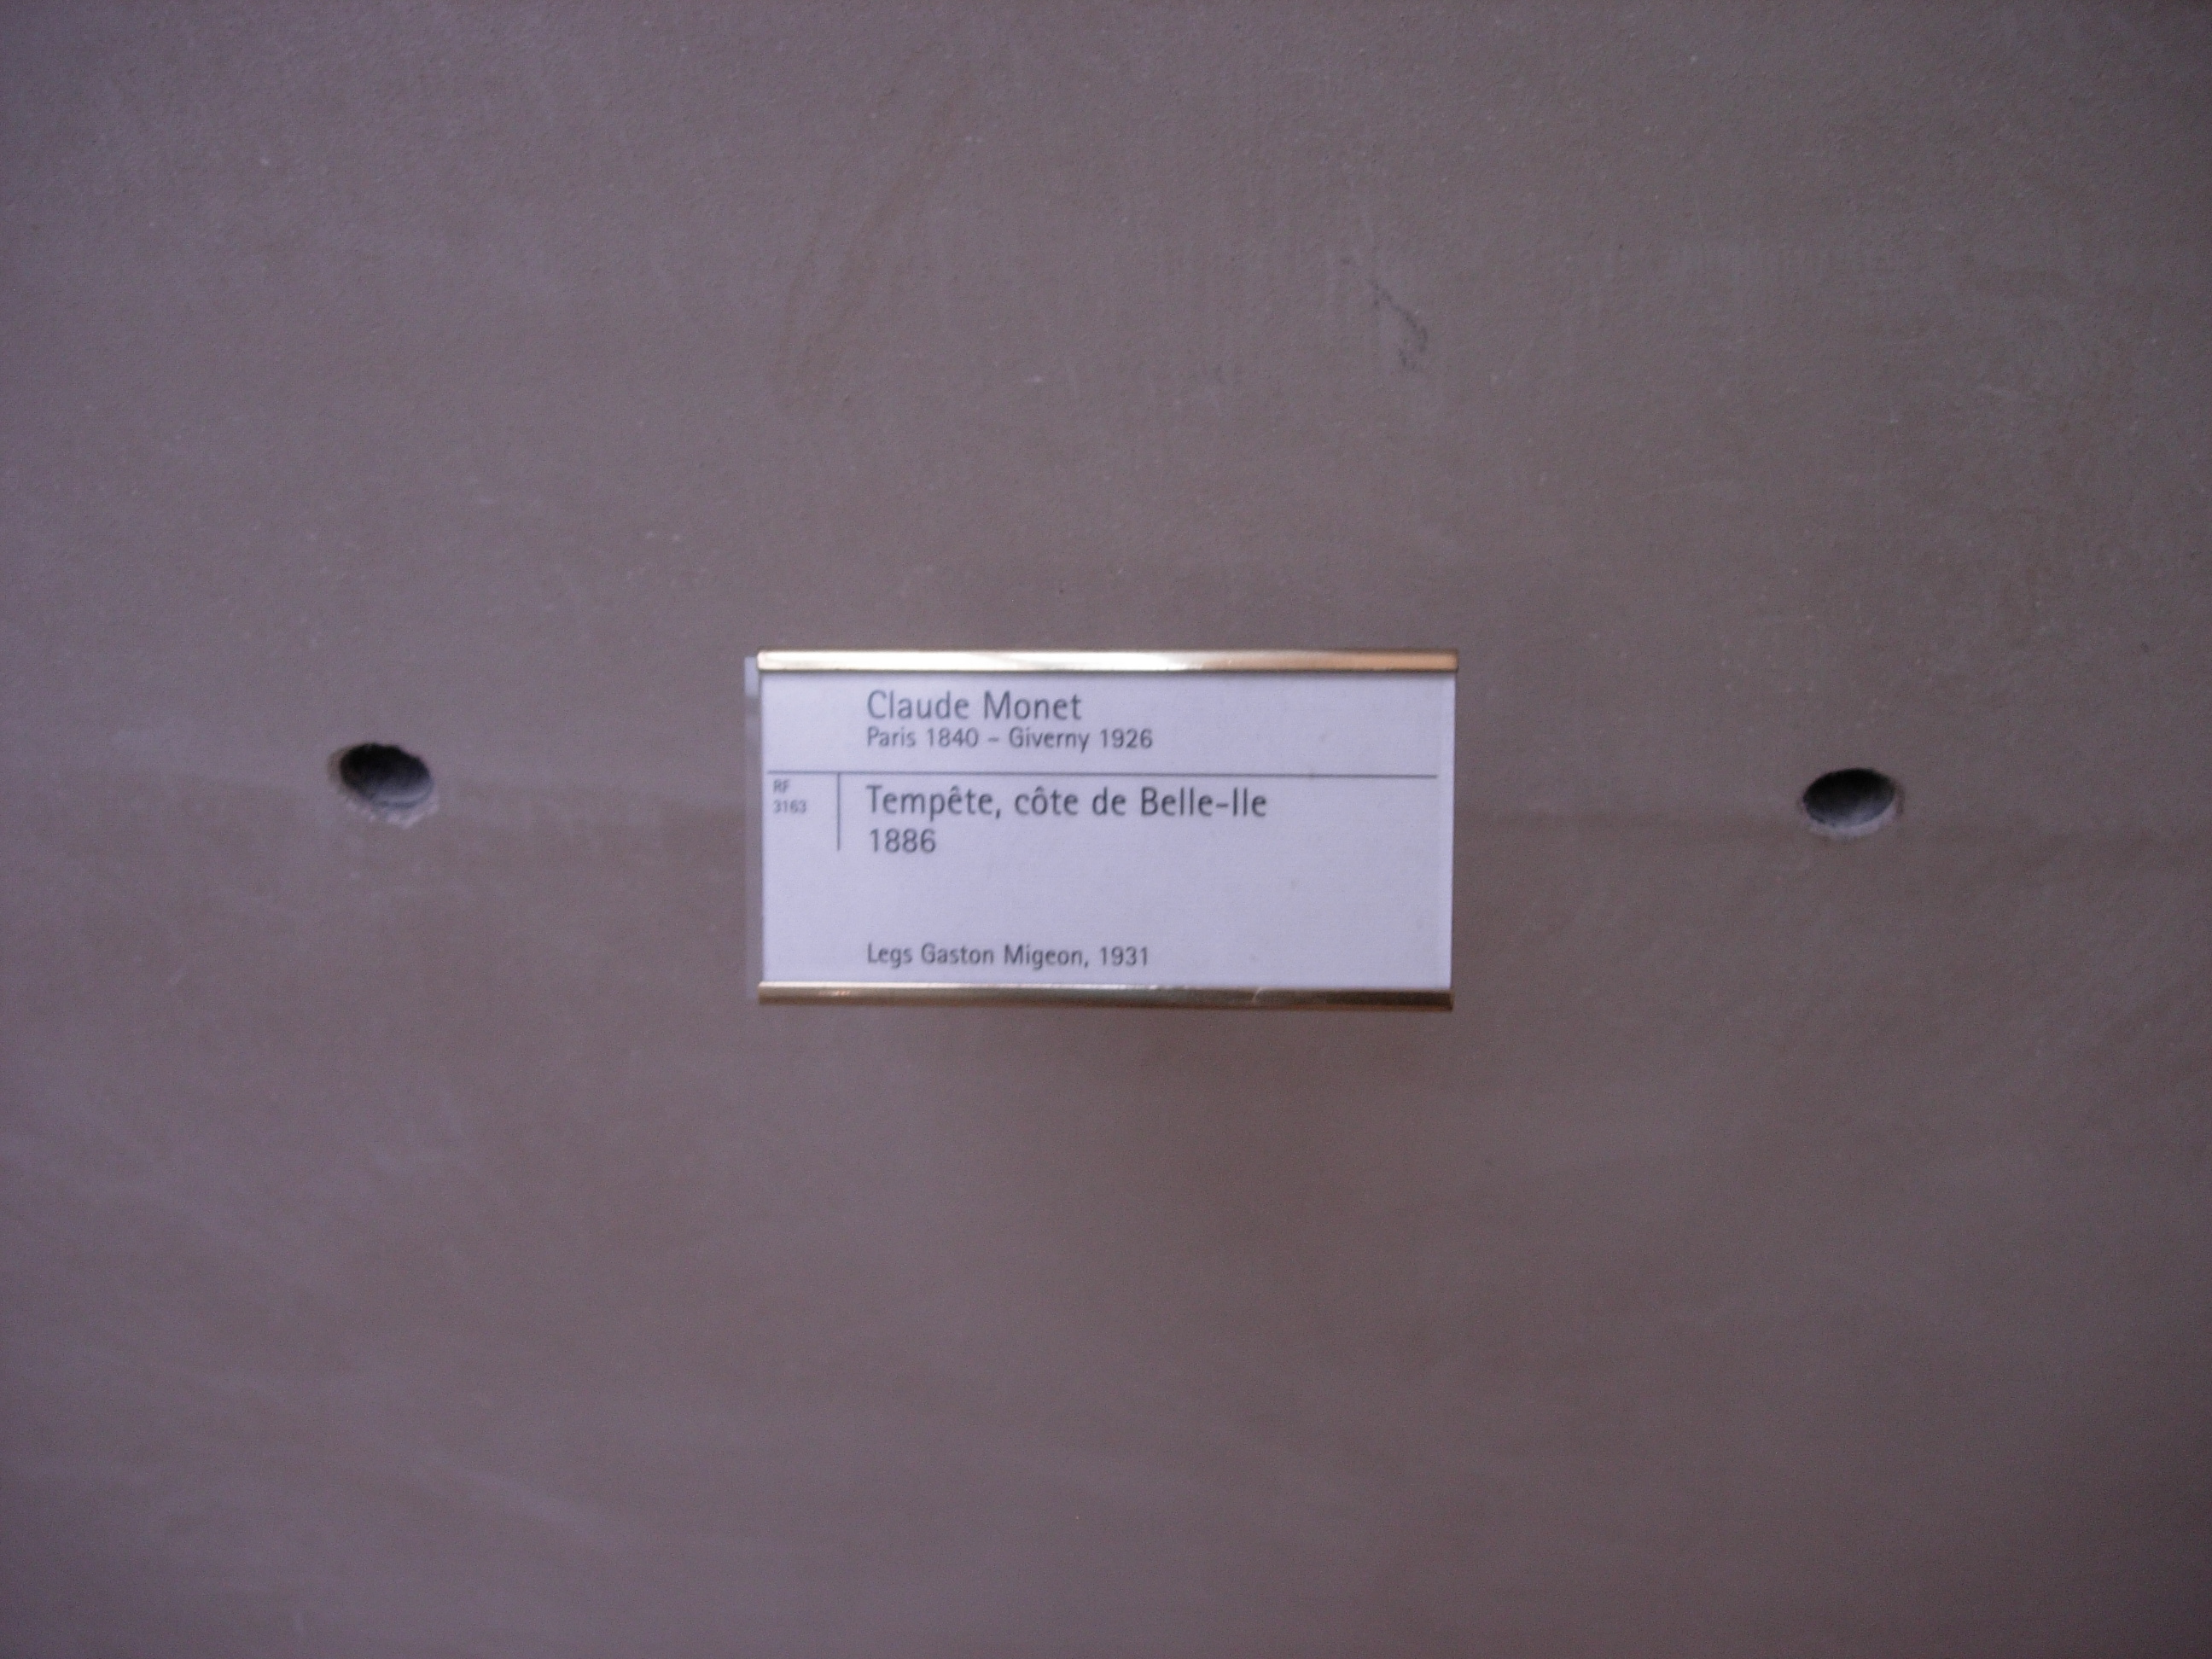 Claude Monet
Paris 1840 – Giverny 1926
RF
3163
Tempête, côte de Belle-Ile
1886
Legs Gaston Migeon, 1931